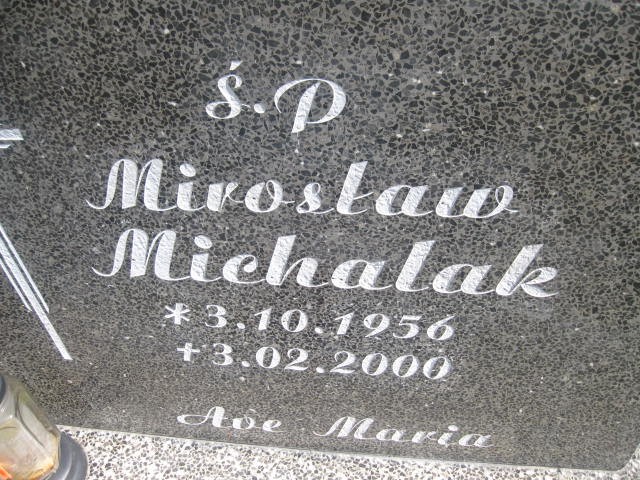 Ś.P
Mirosław
Michalak
* 3.10.1956
+3.02.2000
Ave Maria